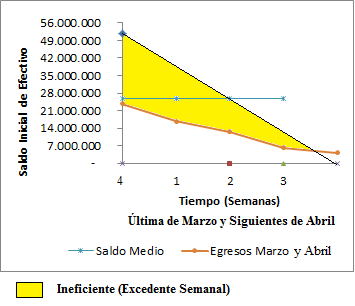 56.000.000
49.000.000
42.000.000
35.000.000
28.000.000
21.000.000
14.000.000
7.000.000
-
Saldo Inicial de Efectivo
4 1 2 3
Tiempo (Semanas)
Última de Marzo y Siguientes de Abril
Saldo Medio Egresos Marzo y Abril
Ineficiente (Excedente Semanal)